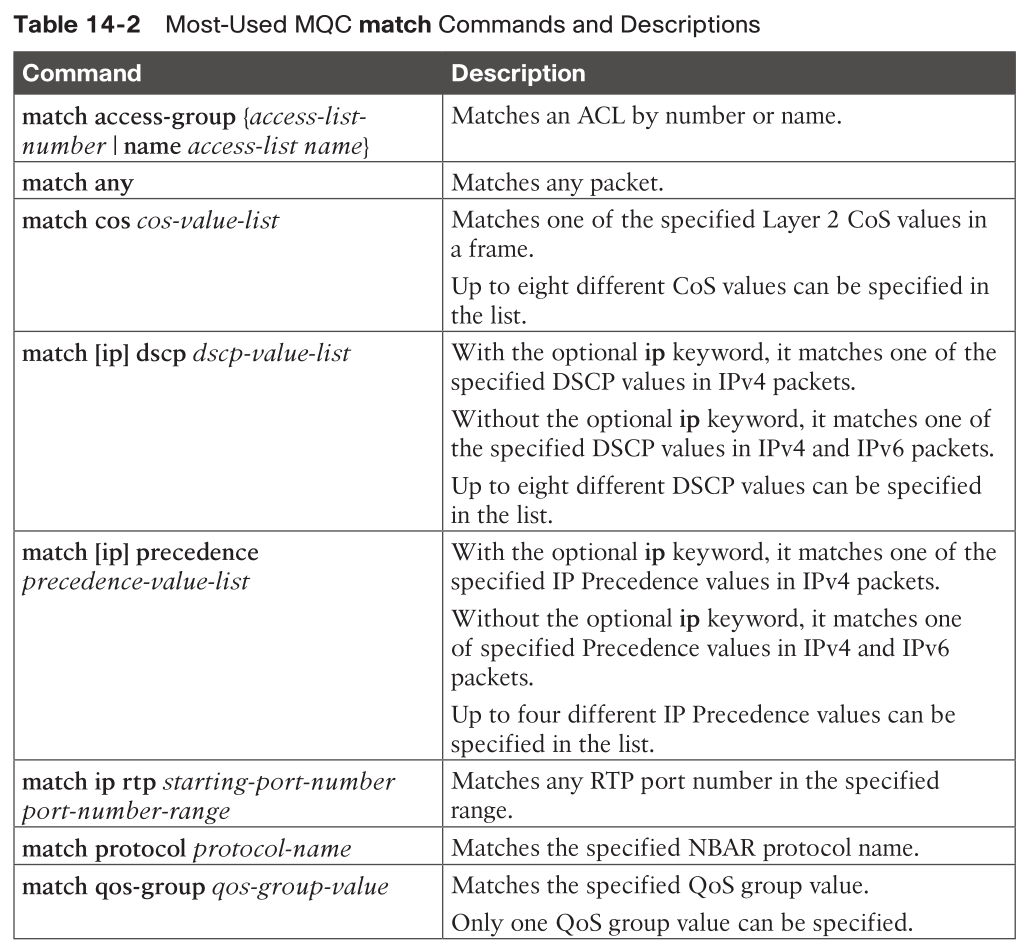 Table 14-2 Most-Used MQC match Commands and Descriptions
Command Description
match access-group {access-list-
number | name access-list name}
Matches an ACL by number or name.
match any
Matches any packet.
match cos cos-value-list
Matches one of the specified Layer 2 CoS values in
a frame.
Up to eight different CoS values can be specified in
the list.
match [ip] dscp dscp-value-list
With the optional ip keyword, it matches one of the
specified DSCP values in IPv4 packets.
Without the optional ip keyword, it matches one of
the specified DSCP values in IPv4 and IPv6 packets.
Up to eight different DSCP values can be specified
in the list.
match [ip] precedence
precedence-value-list
With the optional ip keyword, it matches one of the
specified IP Precedence values in IPv4 packets.
Without the optional ip keyword, it matches one
of specified Precedence values in IPv4 and IPv6
packets.
Up to four different IP Precedence values can be
specified in the list.
match ip rtp starting-port-number
port-number-range
Matches any RTP port number in the specified
range.
match protocol protocol-name
Matches the specified NBAR protocol name.
match qos-group qos-group-value
Matches the specified QoS group value.
Only one QoS group value can be specified.